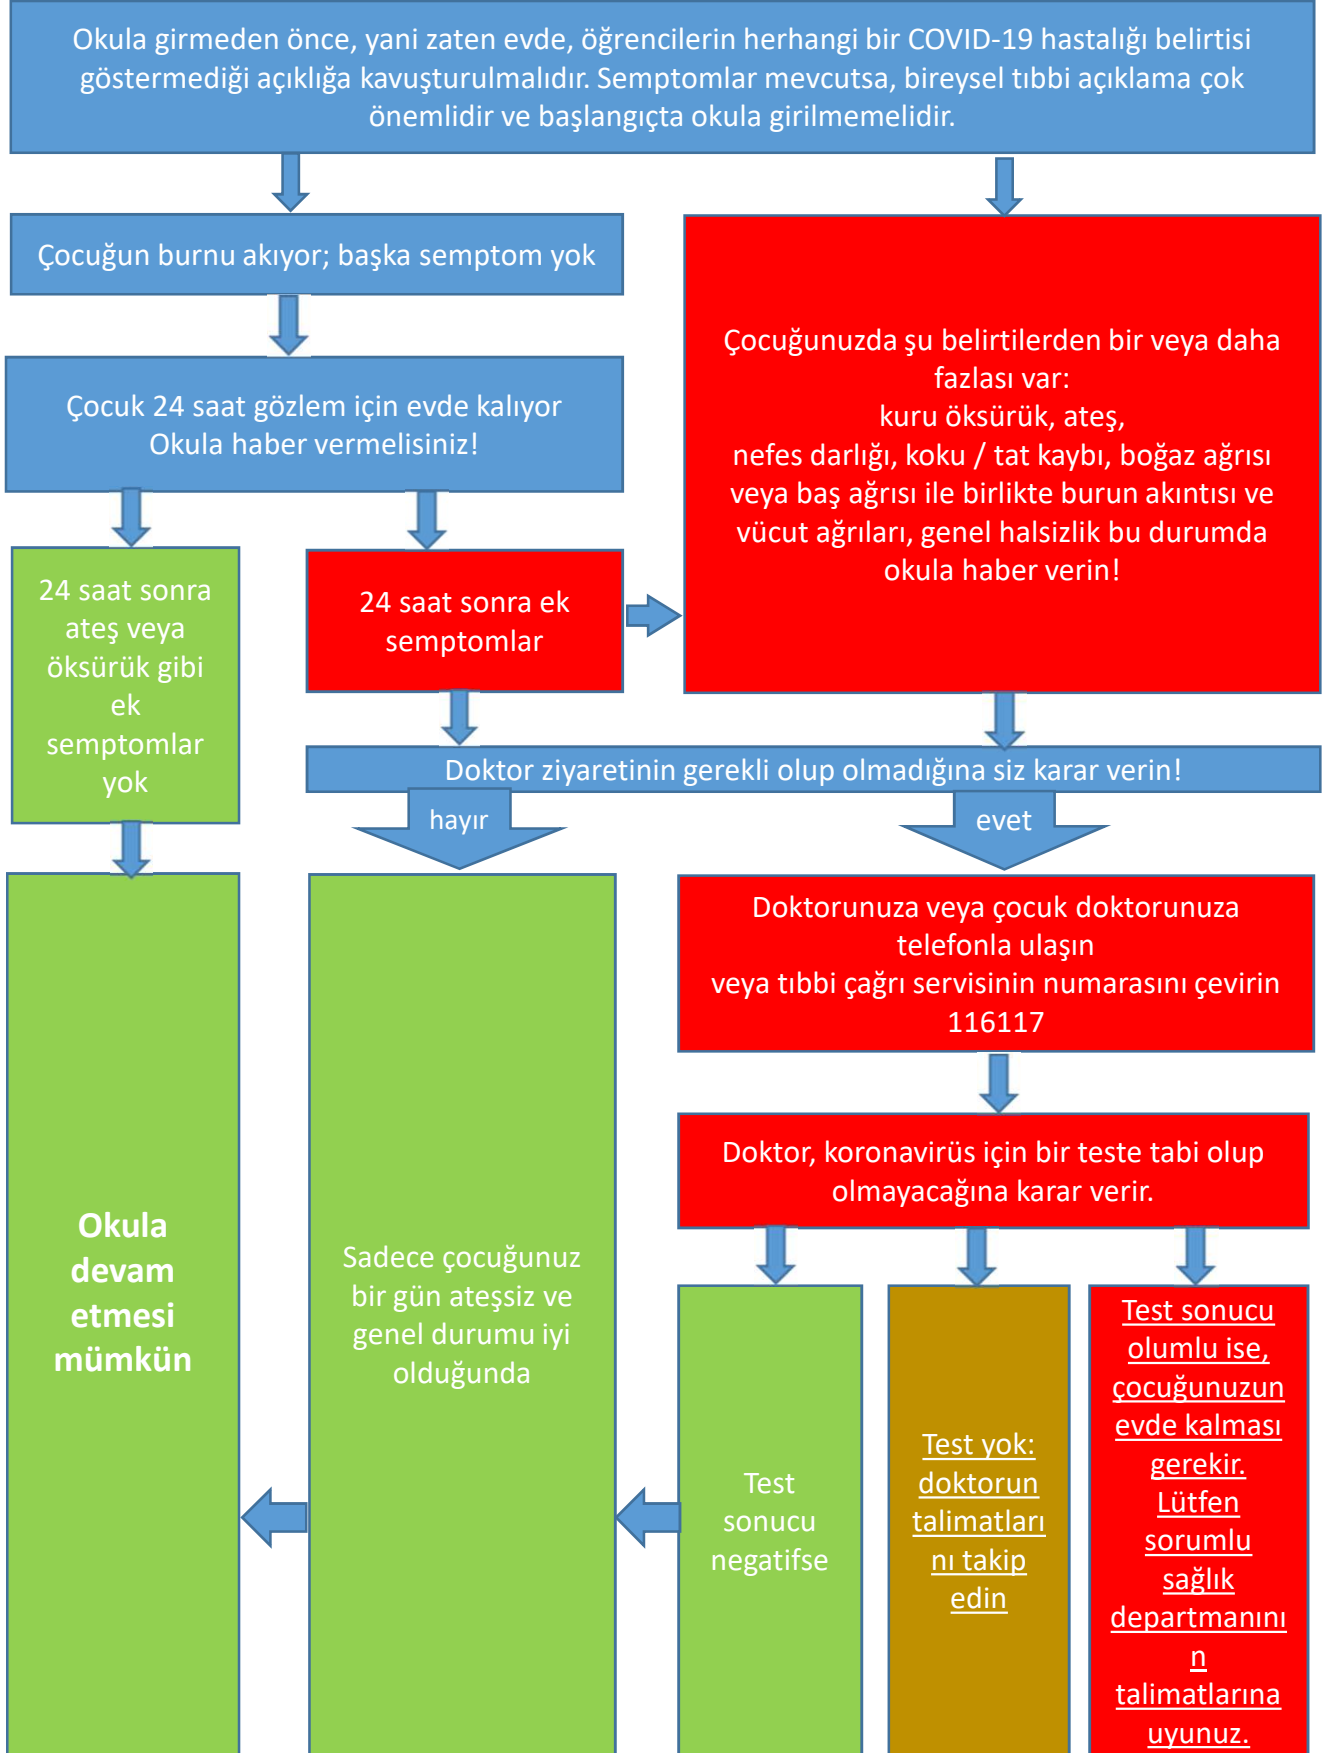 Okula girmeden önce, yani zaten evde, öğrencilerin herhangi bir COVID-19 hastalığı belirtisi
göstermediği açıklığa kavuşturulmalıdır. Semptomlar mevcutsa, bireysel tıbbi açıklama çok
önemlidir ve başlangıçta okula girilmemelidir.
Çocuğun burnu akıyor; başka semptom yok
Çocuk 24 saat gözlem için evde kalıyor
Okula haber vermelisiniz!
Çocuğunuzda şu belirtilerden bir veya daha
fazlası var:
kuru öksürük, ateş,
nefes darlığı, koku / tat kaybı, boğaz ağrısı
veya baş ağrısı ile birlikte burun akıntısı ve
vücut ağrıları, genel halsizlik bu durumda
okula haber verin!
24 saat sonra
ateş veya
öksürük gibi
ek
semptomlar
yok
24 saat sonra ek
semptomlar
Doktor ziyaretinin gerekli olup olmadığına siz karar verin!
hayır
evet
Okula
devam
etmesi
mümkün
Sadece çocuğunuz
bir gün ateşsiz ve
genel durumu iyi
olduğunda
Doktorunuza veya çocuk doktorunuza
telefonla ulaşın
veya tıbbi çağrı servisinin numarasını çevirin
116117
Doktor, koronavirüs için bir teste tabi olup
olmayacağına karar verir.
Test
sonucu
negatifse
Test yok:
doktorun
talimatları
nı takip
edin
Test sonucu
olumlu ise,
çocuğunuzun
evde kalması
gerekir.
Lütfen
sorumlu
sağlık
departmanını
n
talimatlarına
uyunuz.